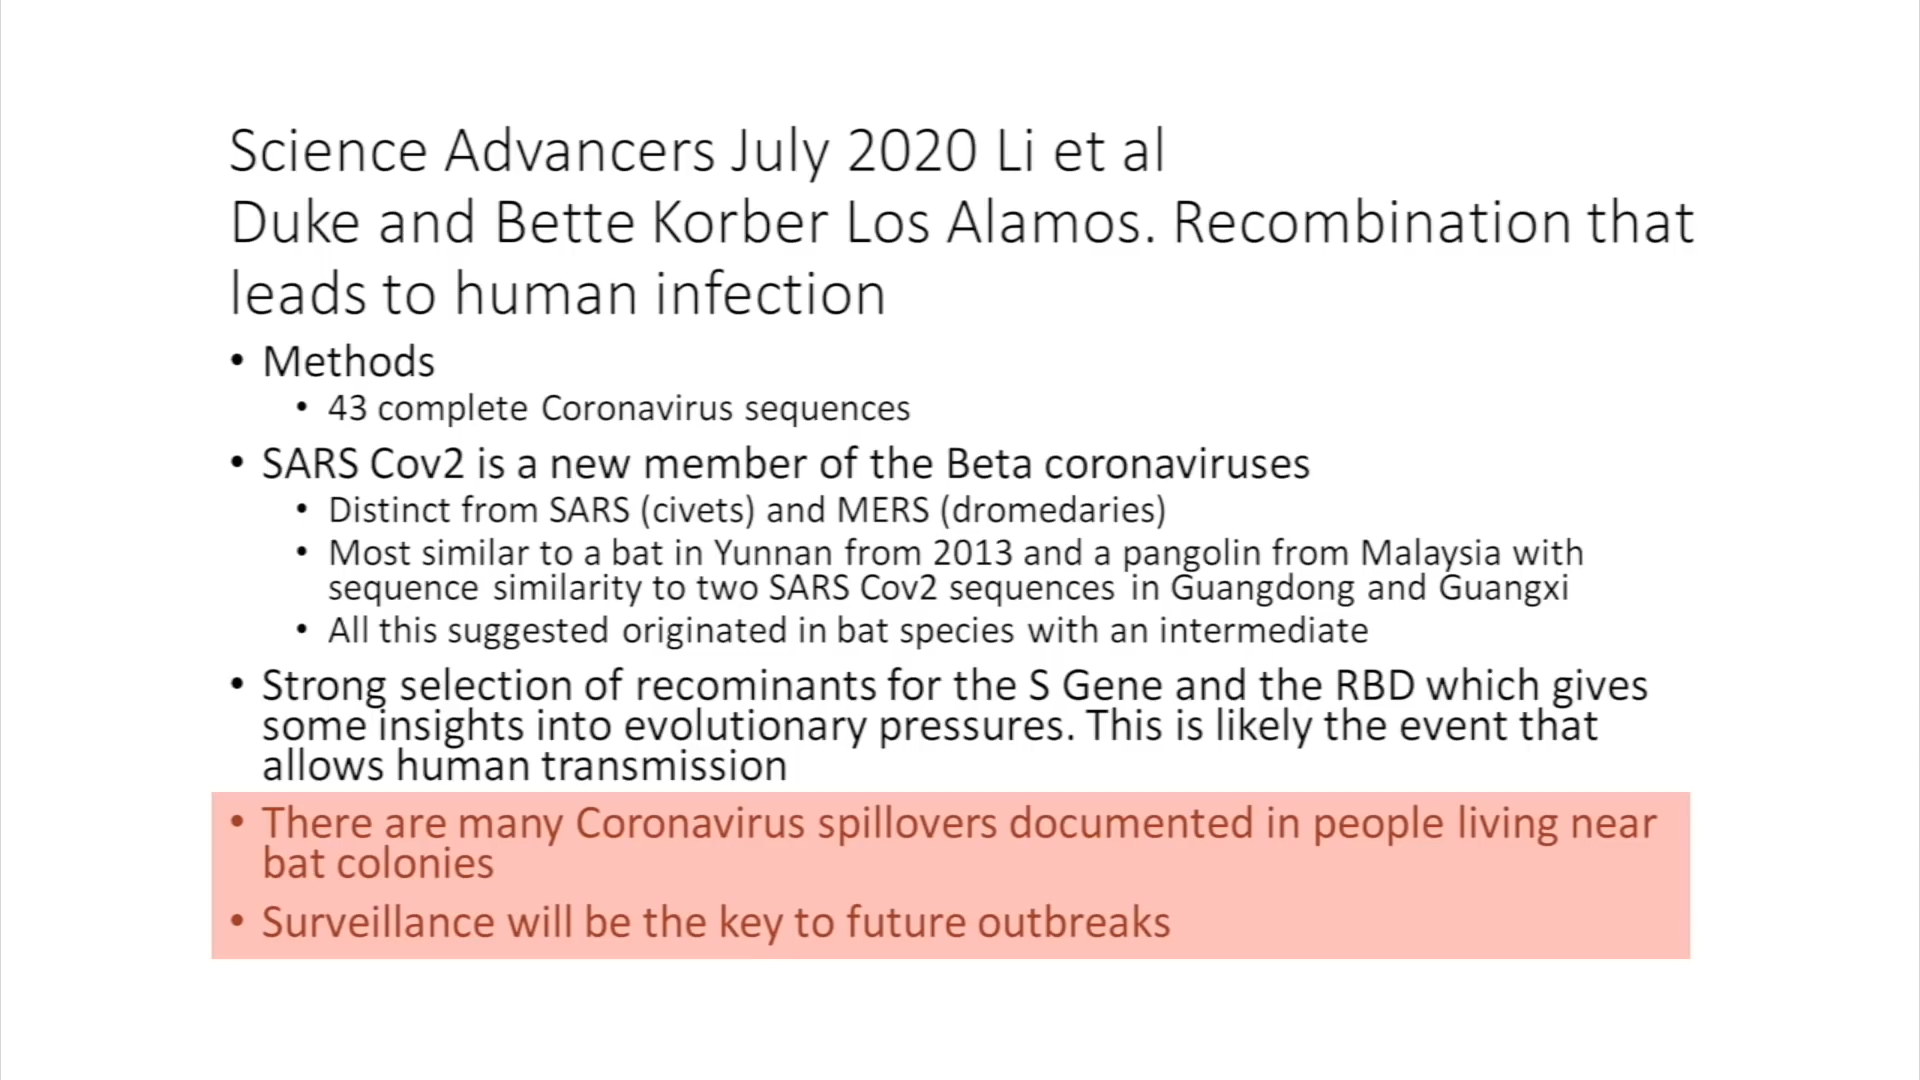 Science Advancers July 2020 Li et al
Duke and Bette Korber Los Alamos. Recombination that
leads to human infection
• Methods
• 43 complete Coronavirus sequences
• SARS Cov2 is a new member of the Beta coronaviruses
• Distinct from SARS (civets) and MERS (dromedaries)
• Most similar to a bat in Yunnan from 2013 and a pangolin from Malaysia with
sequence similarity to two SARS Cov2 sequences in Guangdong and Guangxi
• All this suggested originated in bat species with an intermediate
• Strong selection of recominants for the S Gene and the RBD which gives
some insights into evolutionary pressures. This is likely the event that
allows human transmission
• There are many Coronavirus spillovers documented in people living near
bat colonies
• Surveillance will be the key to future outbreaks